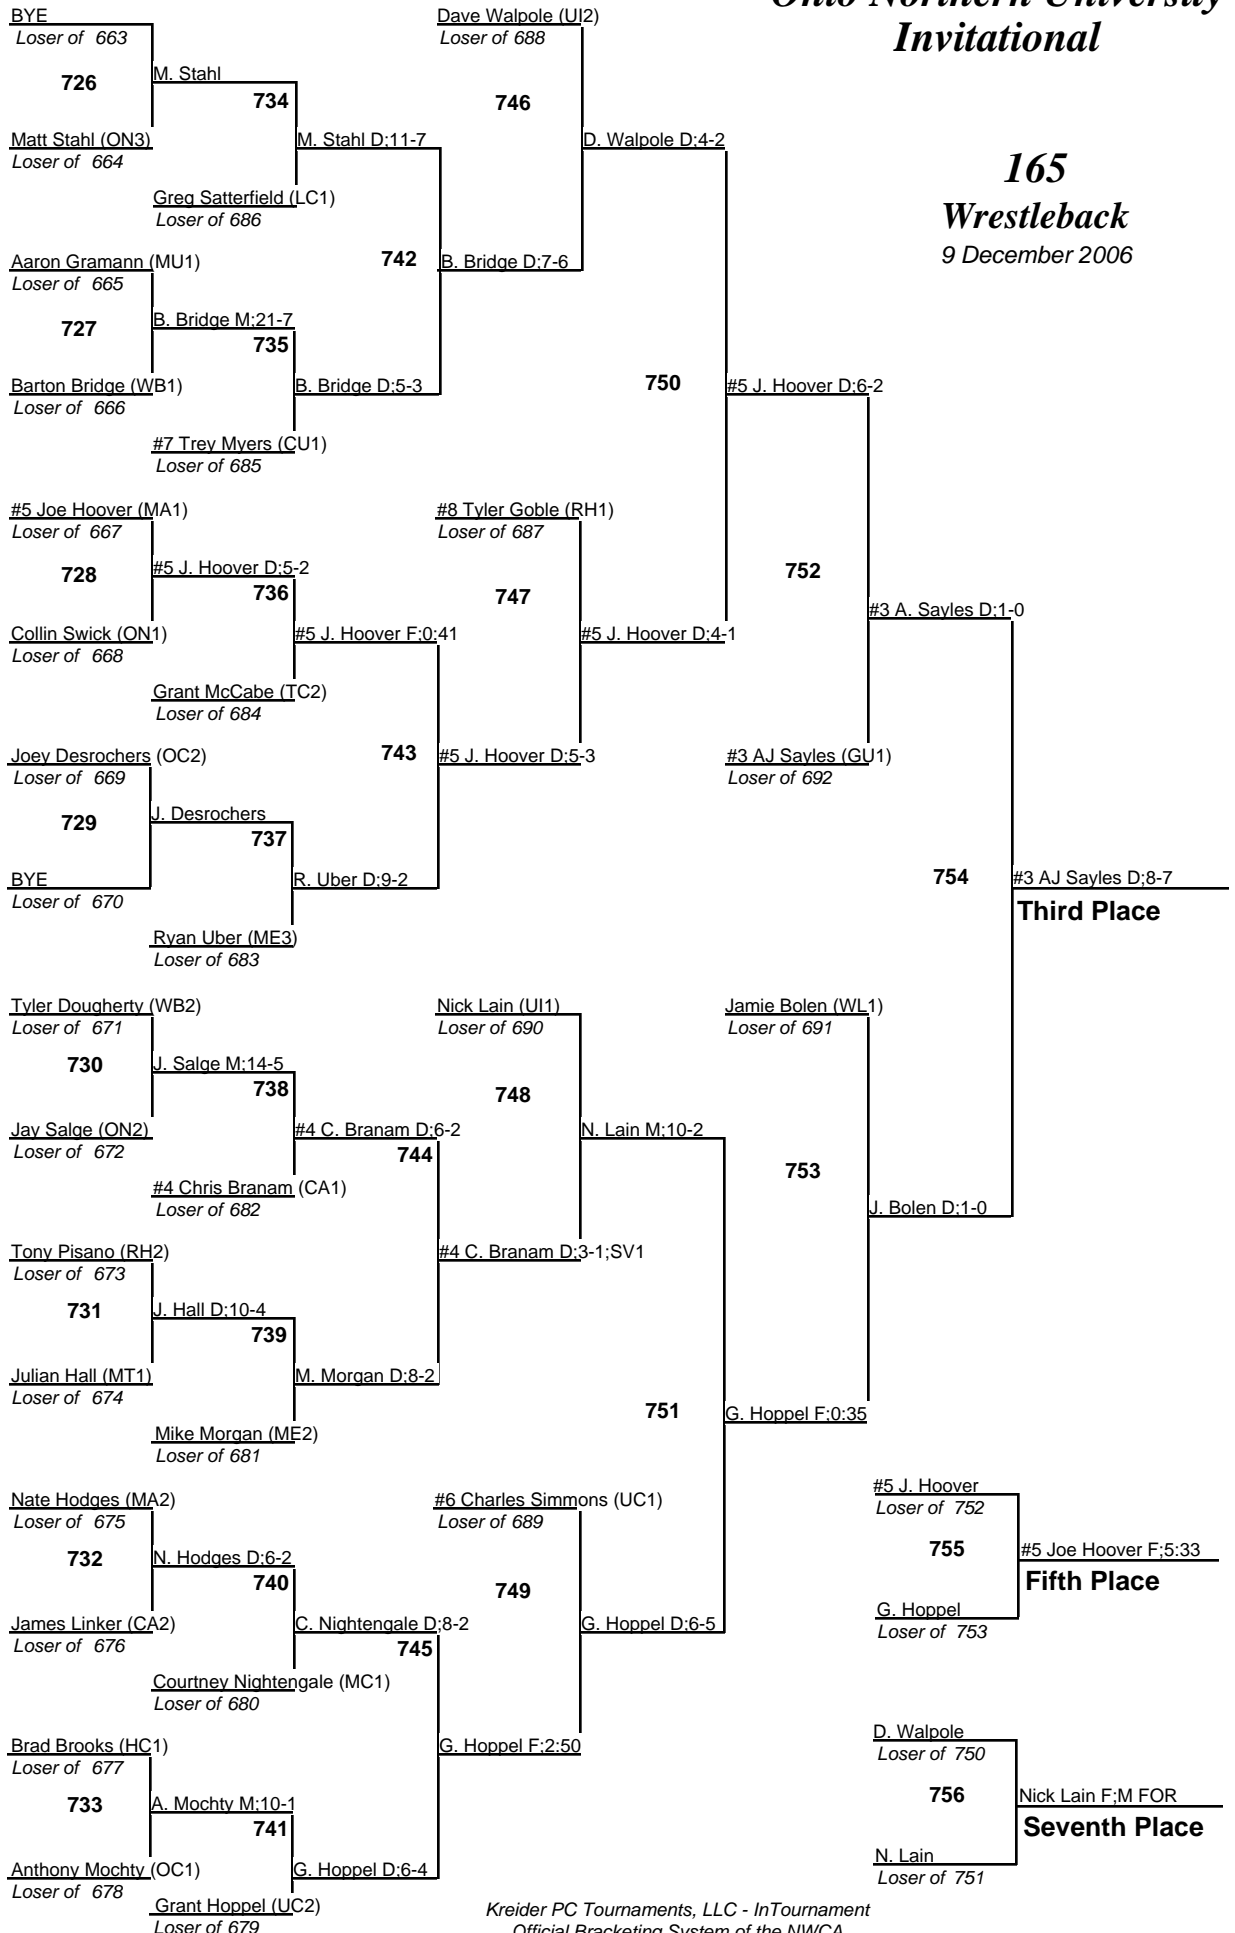 Ohio Northern University
Invitational
165
Wrestleback
9 December 2006
BYE
Loser of 663
726
M. Stahl
Matt Stahl (ON3)
Loser of 664
734
M. Stahl D;11-7
Greg Satterfield (LC1)
Loser of 686
Aaron Gramann (MU1)
Loser of 665
727
B. Bridge M;21-7
Barton Bridge (WB1)
Loser of 666
735
B. Bridge D;5-3
#7 Trey Myers (CU1)
Loser of 685
742
B. Bridge D;7-6
Dave Walpole (UI2)
Loser of 688
746
D. Walpole D;4-2
#5 Joe Hoover (MA1)
Loser of 667
728
#5 J. Hoover D;5-2
Collin Swick (ON1)
Loser of 668
736
#5 J. Hoover F;0:41
Grant McCabe (TC2)
Loser of 684
Joey Desrochers (OC2)
Loser of 669
729
J. Desrochers
BYE
Loser of 670
737
R. Uber D;9-2
Ryan Uber (ME3)
Loser of 683
743
#5 J. Hoover D;5-3
#8 Tyler Goble (RH1)
Loser of 687
747
#5 J. Hoover D;4-1
750
#5 J. Hoover D;6-2
752
#3 A. Sayles D;1-0
#3 AJ Sayles (GU1)
Loser of 692
754
#3 AJ Sayles D;8-7
Third Place
Tyler Dougherty (WB2)
Loser of 671
730
J. Salge M;14-5
Jay Salge (ON2)
Loser of 672
738
#4 C. Branam D;6-2
#4 Chris Branam (CA1)
Loser of 682
744
#4 C. Branam D;3-1;SV1
Tony Pisano (RH2)
Loser of 673
731
J. Hall D;10-4
Julian Hall (MT1)
Loser of 674
739
M. Morgan D;8-2
Mike Morgan (ME2)
Loser of 681
Nick Lain (UI1)
Loser of 690
748
N. Lain M;10-2
Jamie Bolen (WL1)
Loser of 691
753
J. Bolen D;1-0
751
G. Hoppel F;0:35
Nate Hodges (MA2)
Loser of 675
732
N. Hodges D;6-2
James Linker (CA2)
Loser of 676
740
C. Nightengale D;8-2
Courtney Nightengale (MC1)
Loser of 680
745
G. Hoppel F;2:50
#6 Charles Simmons (UC1)
Loser of 689
749
G. Hoppel D;6-5
Brad Brooks (HC1)
Loser of 677
733
A. Mochty M;10-1
Anthony Mochty (OC1)
Loser of 678
741
G. Hoppel D;6-4
Grant Hoppel (UC2)
Loser of 679
#5 J. Hoover
Loser of 752
755
#5 Joe Hoover F;5:33
Fifth Place
G. Hoppel
Loser of 753
D. Walpole
Loser of 750
756
Nick Lain F;M FOR
Seventh Place
N. Lain
Loser of 751
Kreider PC Tournaments, LLC - InTournament
Official Bracketing System of the NWCA